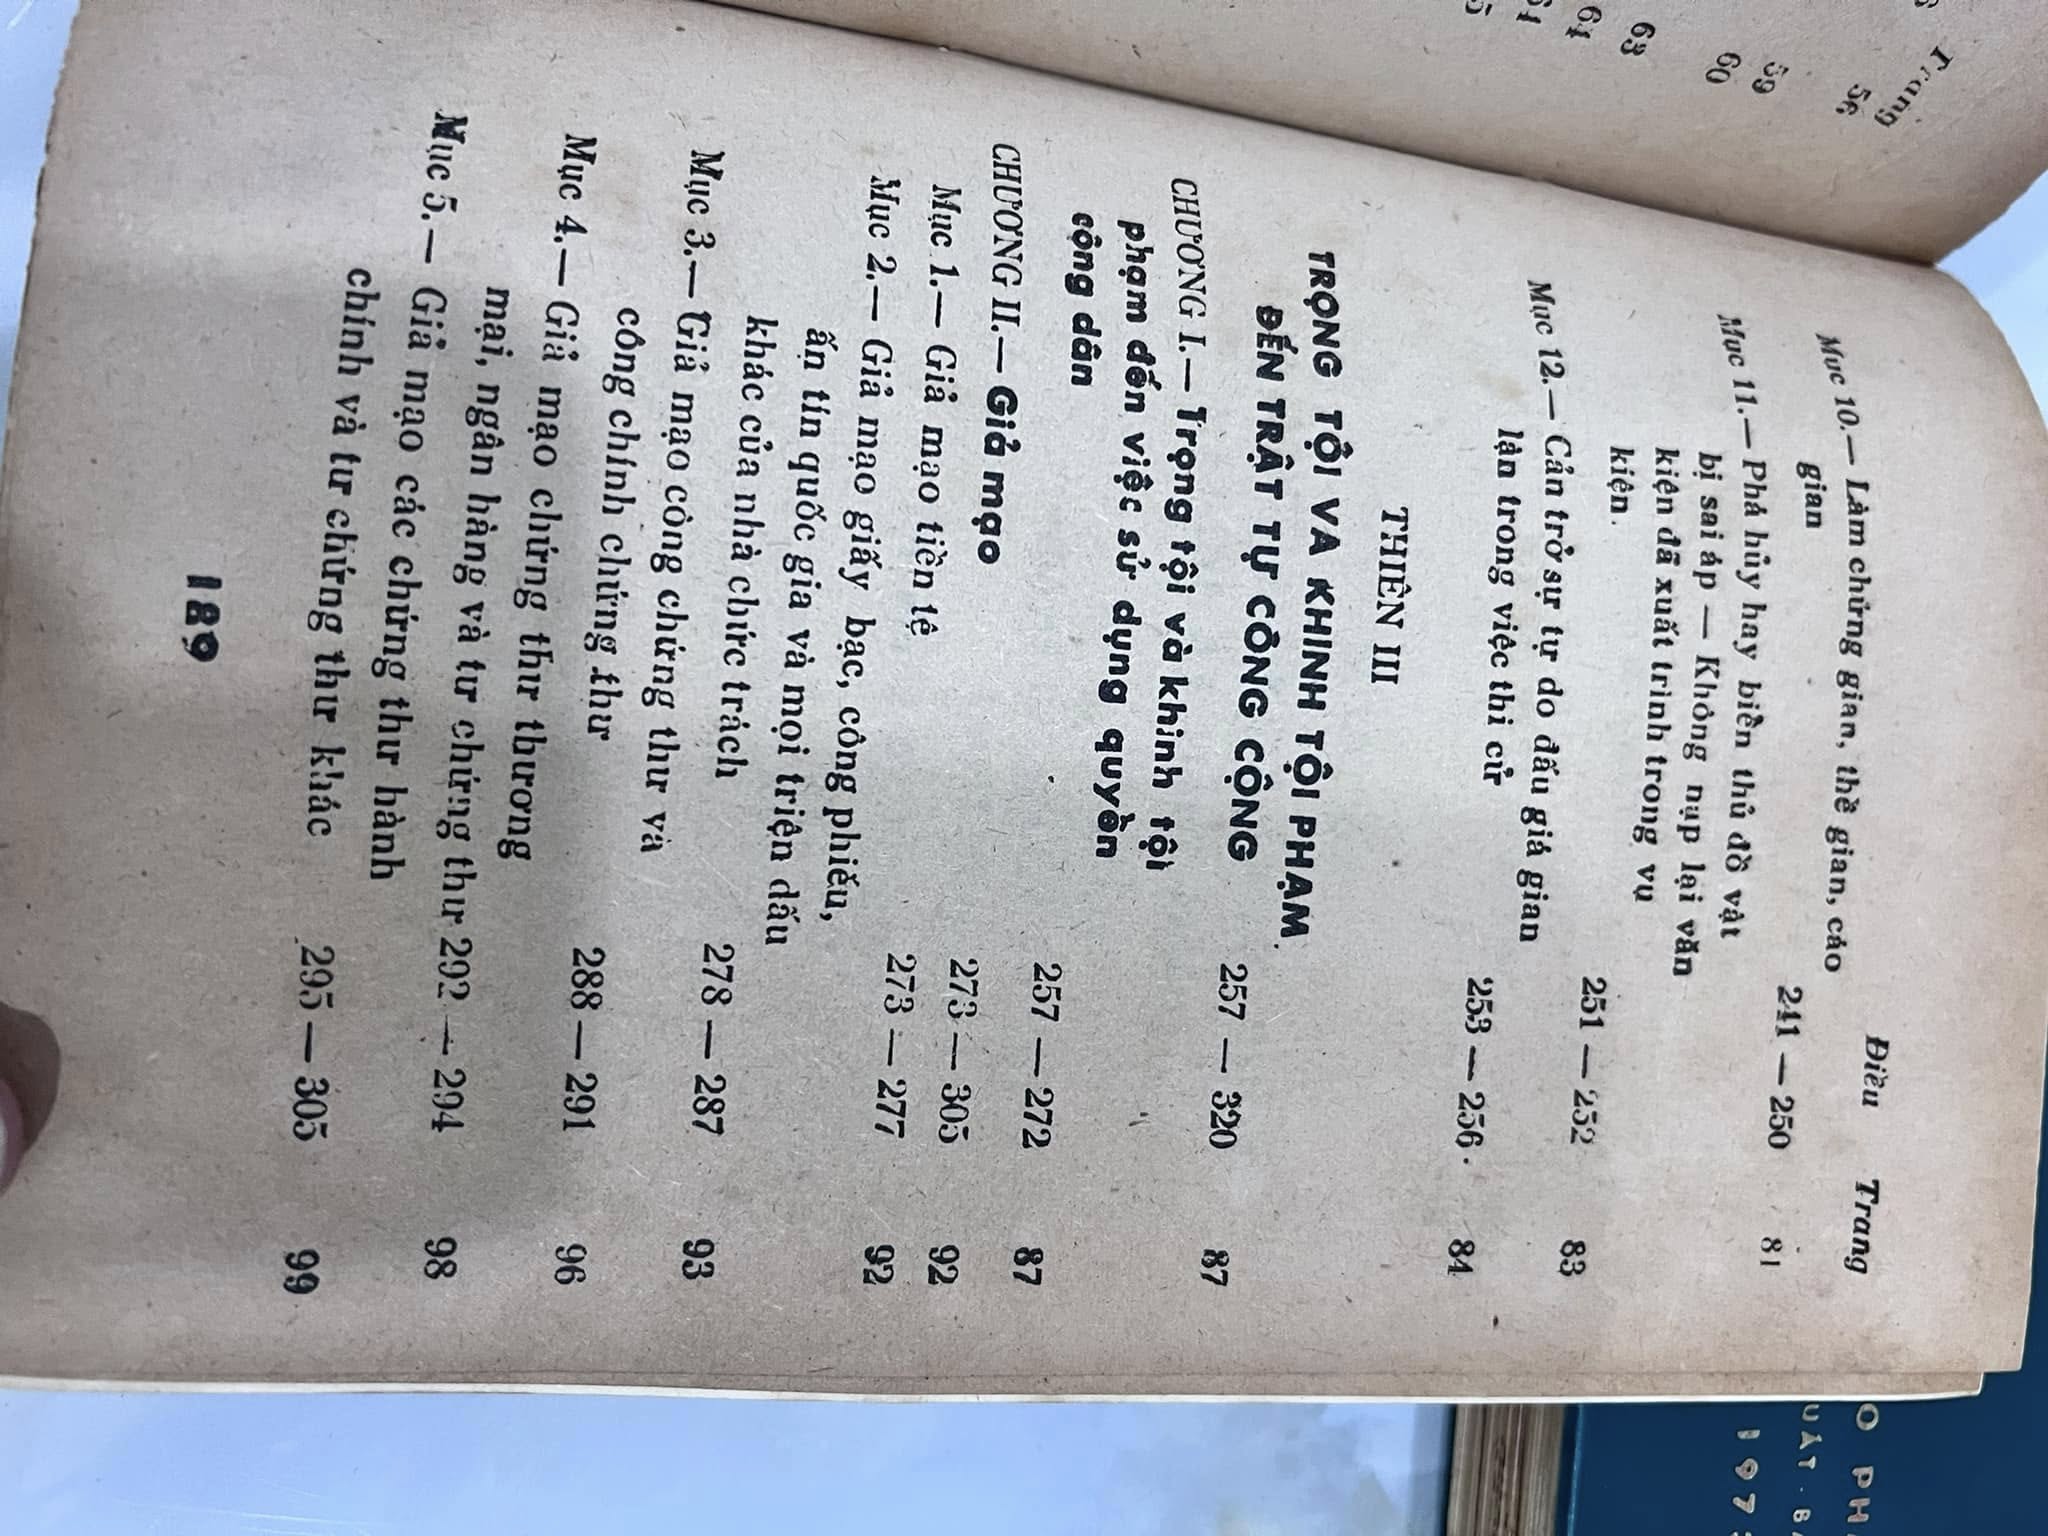 Điều Trang
Mục 10.— Làm chứng gian, thề gian, cáo
gian 241 — 250 81
Mục 11.— Phá hủy hay biển thủ đồ vật
bị sai áp — Không nạp lại văn
kiện đã xuất trình trong vụ
kiện. 251 — 252 83
Mục 12.— Cản trở sự tự do đấu giá gian
lận trong việc thi cử 253 — 256. 84
THIÊN III
TRỌNG TỘI VA KHINH TỘI PHẠM
ĐẾN TRẬT TỰ CÔNG CỘNG 257 — 320 87
CHƯƠNG I.— Trọng tội và khinh tội
phạm đến việc sử dụng quyền
cộng dân 257 — 272 87
CHƯƠNG II.— Giả mạo 273 — 305 92
Mục 1.— Giả mạo tiền tệ 273 — 277 92
Mục 2.— Giả mạo giấy bạc, công phiếu,
ấn tín quốc gia và mọi triện dấu
khác của nhà chức trách 278 — 287 93
Mục 3.— Giả mạo công chứng thư và
công chính chứng thư 288 — 291 96
Mục 4.— Giả mạo chứng thư thương
mại, ngân hàng và tư chứng thư 292 — 294 98
Mục 5.— Giả mạo các chứng thư hành
chính và tư chứng thư khác 295 — 305 99
189
Trang
56
59
60
63
64